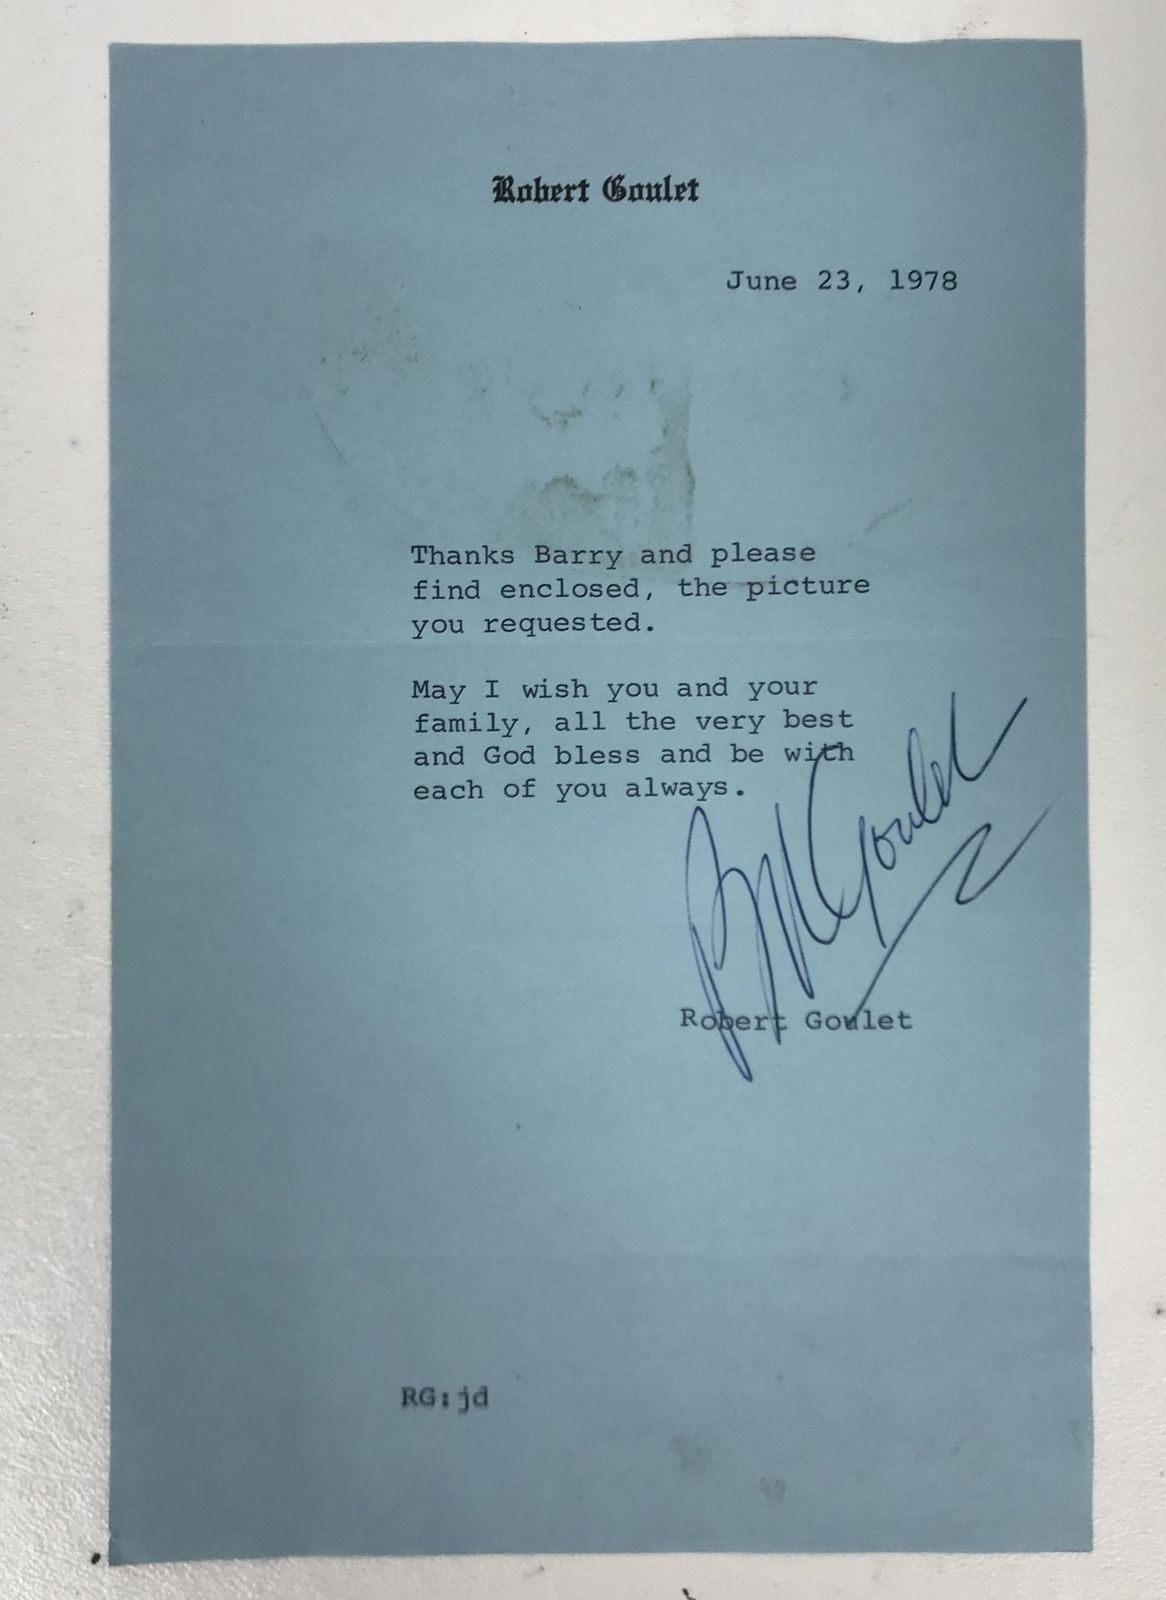 Robert Goulet
June 23, 1978
Thanks Barry and please
find enclosed, the picture
you requested.
May I wish you and your
family, all the very best
and God bless and be with
each of you always.
Goulet
Robert Goulet
RG:jd